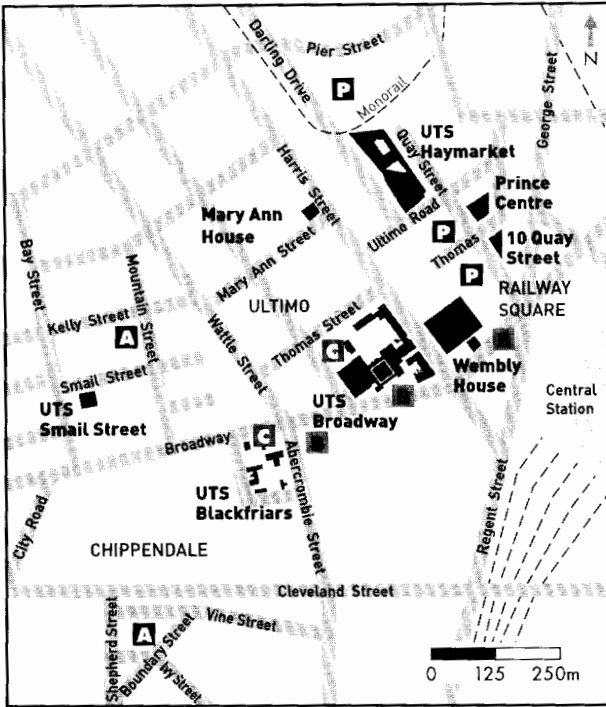 Darling Drive
Pier Street
P
Monorail
N
George Street
UTS
Haymarket
Quay Street
Harris Street
Prince
Centre
Mary Ann
House
Ultimo Road
P
Thomas
10 Quay
Street
P
RAILWAY
SQUARE
Bay Street
Mountain Street
Mary Ann Street
ULTIMO
Kelly Street
A
Wattle Street
Thomas Street
C
Wembly
House
Smail Street
UTS
Smail Street
UTS
Broadway
Central
Station
Broadway
C
Abercrombie Street
UTS
Blackfriars
City Road
Regent Street
CHIPPENDALE
Cleveland Street
Shepherd Street
A
Boundary Street
Vine Street
Ivy Street
0 125 250m